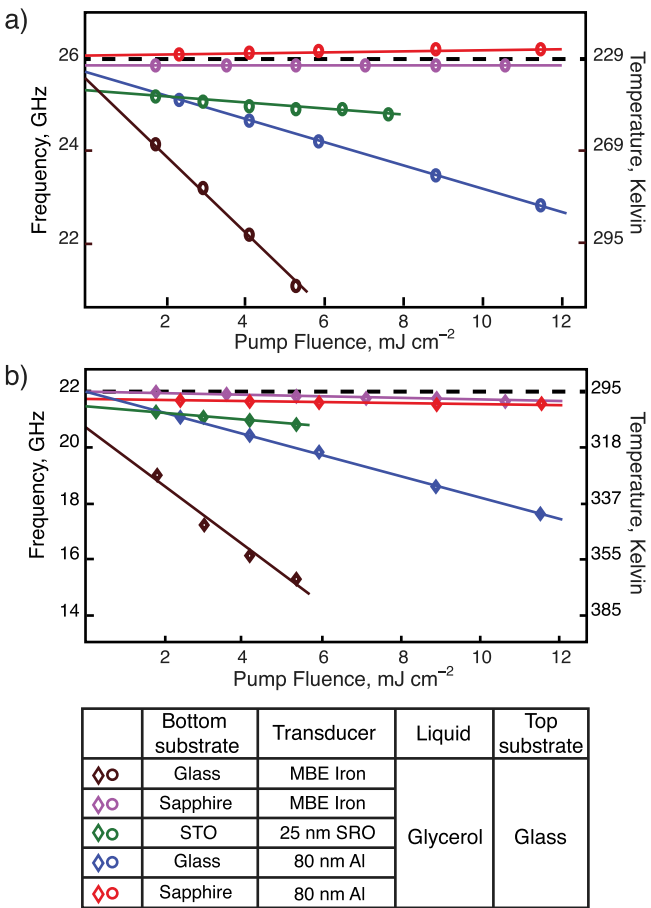 a)
Frequency, GHz
26
24
22
229
269
295
Temperature, Kelvin
2
4
6
8
10
12
Pump Fluence, mJ cm⁻²
b)
Frequency, GHz
22
20
18
16
14
295
318
337
355
385
Temperature, Kelvin
2
4
6
8
10
12
Pump Fluence, mJ cm⁻²
Bottom substrate Transducer Liquid Top substrate
Glass MBE Iron
Sapphire MBE Iron
STO 25 nm SRO
Glycerol Glass
Glass 80 nm Al
Sapphire 80 nm Al